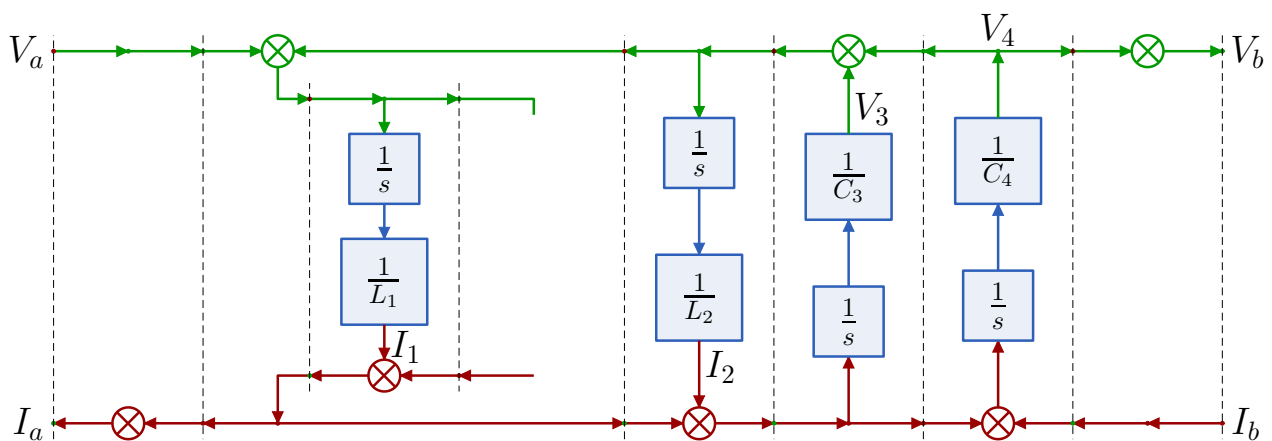 V_a V_4 V_b
V_3
1/s 1/s 1/C_3 1/C_4
1/L_1 1/L_2 1/s 1/s
I_1 I_2
I_a I_b